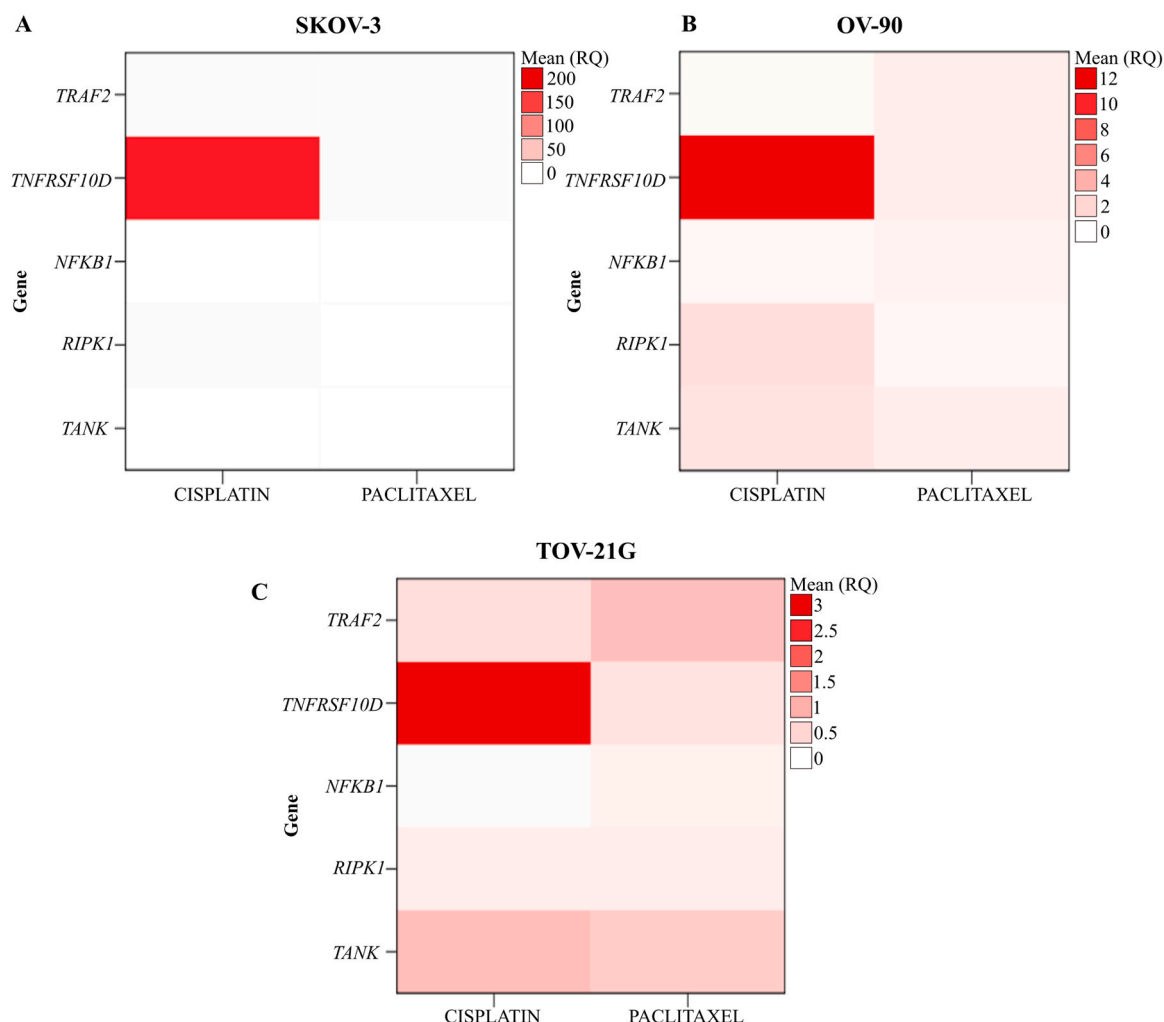 A
SKOV-3
Mean (RQ)
200
150
100
50
0
TRAF2
TNFRSF10D
NFKB1
RIPK1
TANK
Gene
CISPLATIN
PACLITAXEL
B
OV-90
Mean (RQ)
12
10
8
6
4
2
0
TRAF2
TNFRSF10D
NFKB1
RIPK1
TANK
Gene
CISPLATIN
PACLITAXEL
C
TOV-21G
Mean (RQ)
3
2.5
2
1.5
1
0.5
0
TRAF2
TNFRSF10D
NFKB1
RIPK1
TANK
Gene
CISPLATIN
PACLITAXEL